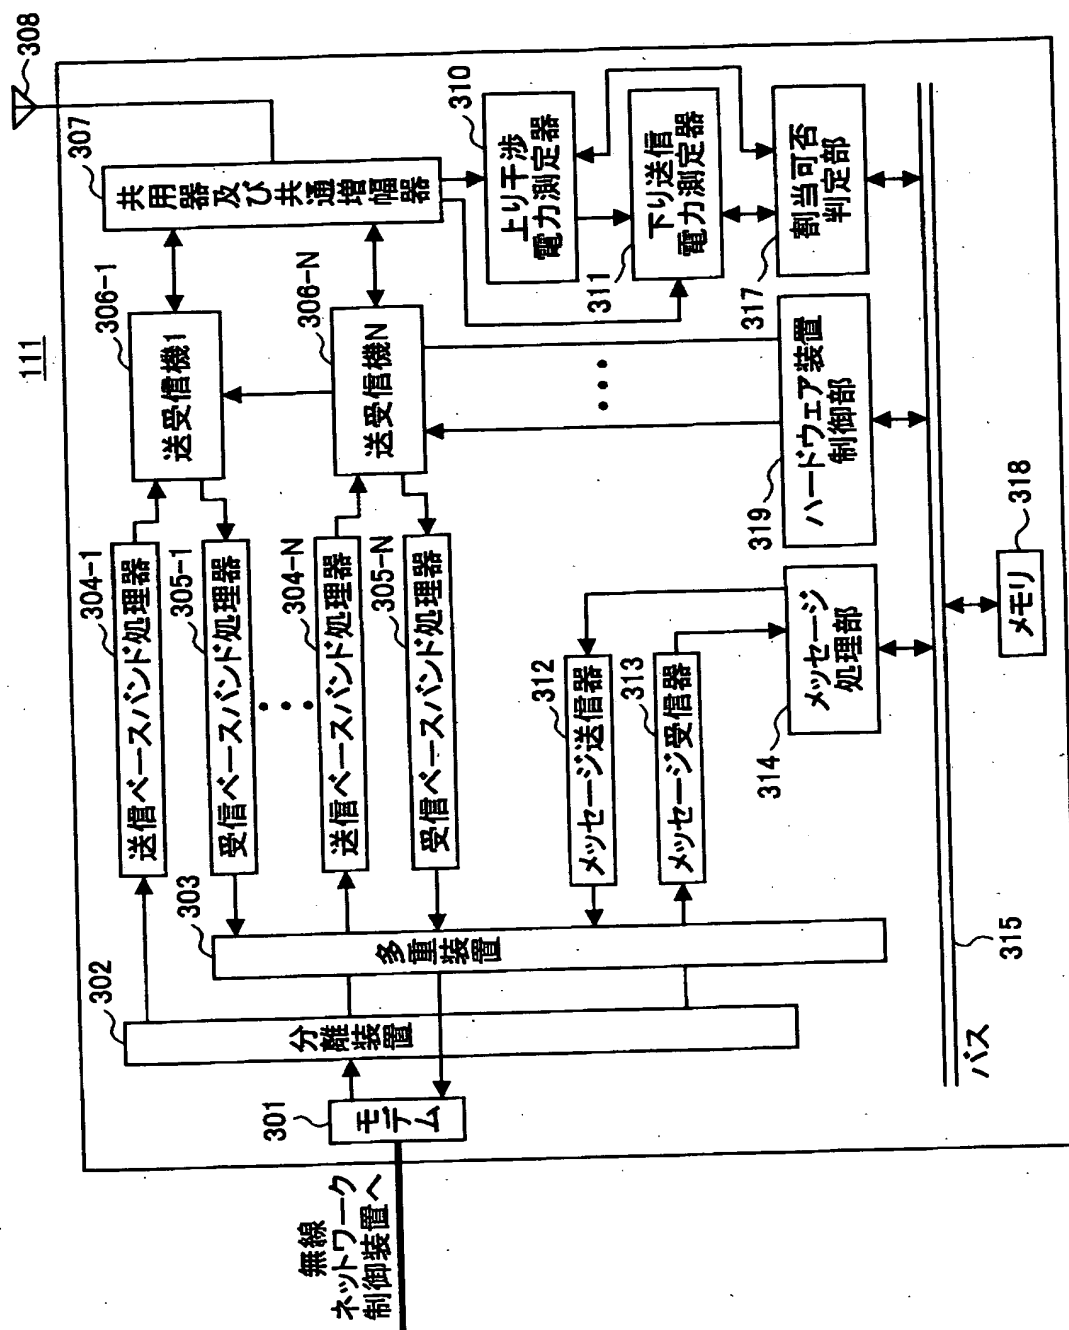 111
308
307
共用器及び共通増幅器
306-1
送受信機1
306-N
送受信機N
304-1
送信ベースバンド処理器
305-1
受信ベースバンド処理器
304-N
送信ベースバンド処理器
305-N
受信ベースバンド処理器
303
多重装置
302
分離装置
301
モデム
無線
ネットワーク
制御装置へ
310
上り干渉
電力測定器
311
下り送信
電力測定器
317
割当可否
判定部
319
ハードウェア装置
制御部
312
メッセージ送信器
313
メッセージ受信器
314
メッセージ
処理部
318
メモリ
315
バス